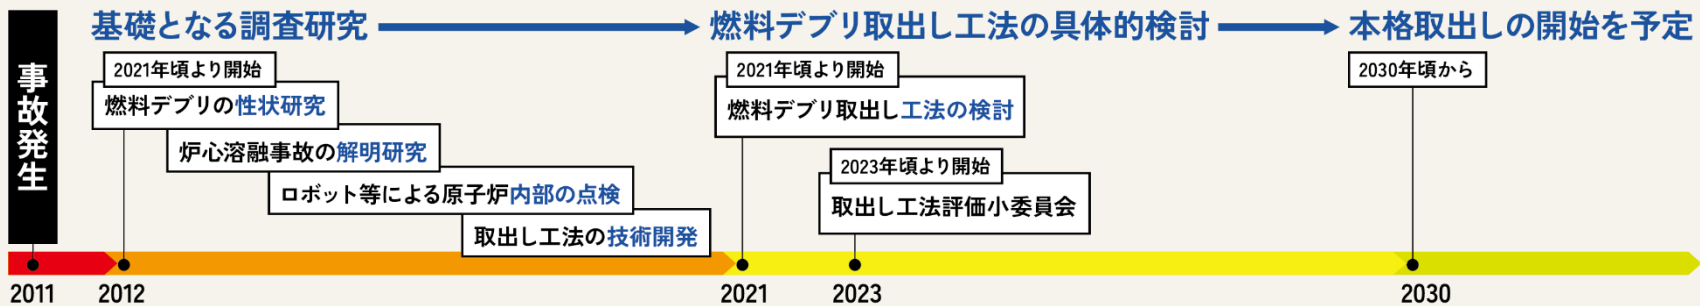 事故発生
基礎となる調査研究
燃料デブリ取出し工法の具体的検討
本格取出しの開始を予定
2021年頃より開始
燃料デブリの性状研究
炉心溶融事故の解明研究
ロボット等による原子炉内部の点検
取出し工法の技術開発
2021年頃より開始
燃料デブリ取出し工法の検討
2023年頃より開始
取出し工法評価小委員会
2030年頃から
2011
2012
2021
2023
2030